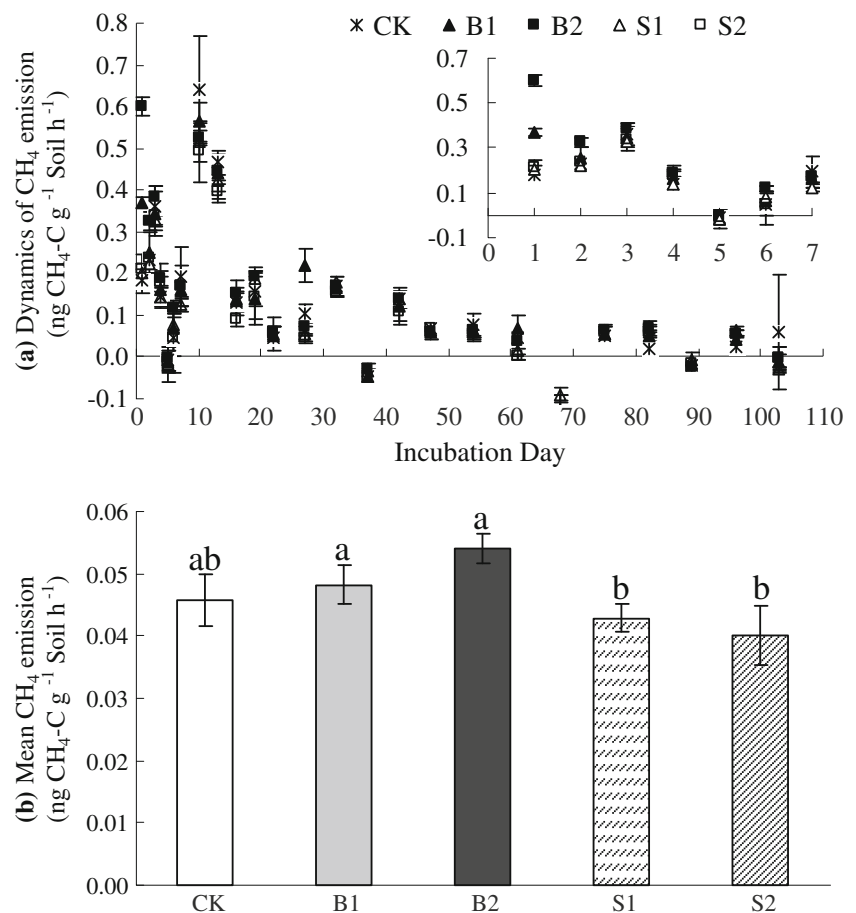 CK B1 B2 S1 S2
(a) Dynamics of CH₄ emission
(ng CH₄-C g⁻¹ Soil h⁻¹)
0.8
0.7
0.6
0.5
0.4
0.3
0.2
0.1
0.0
-0.1
0 10 20 30 40 50 60 70 80 90 100 110
Incubation Day
0.7
0.5
0.3
0.1
-0.1
0 1 2 3 4 5 6 7
(b) Mean CH₄ emission
(ng CH₄-C g⁻¹ Soil h⁻¹)
0.06
0.05
0.04
0.03
0.02
0.01
0.00
ab a a b b
CK B1 B2 S1 S2